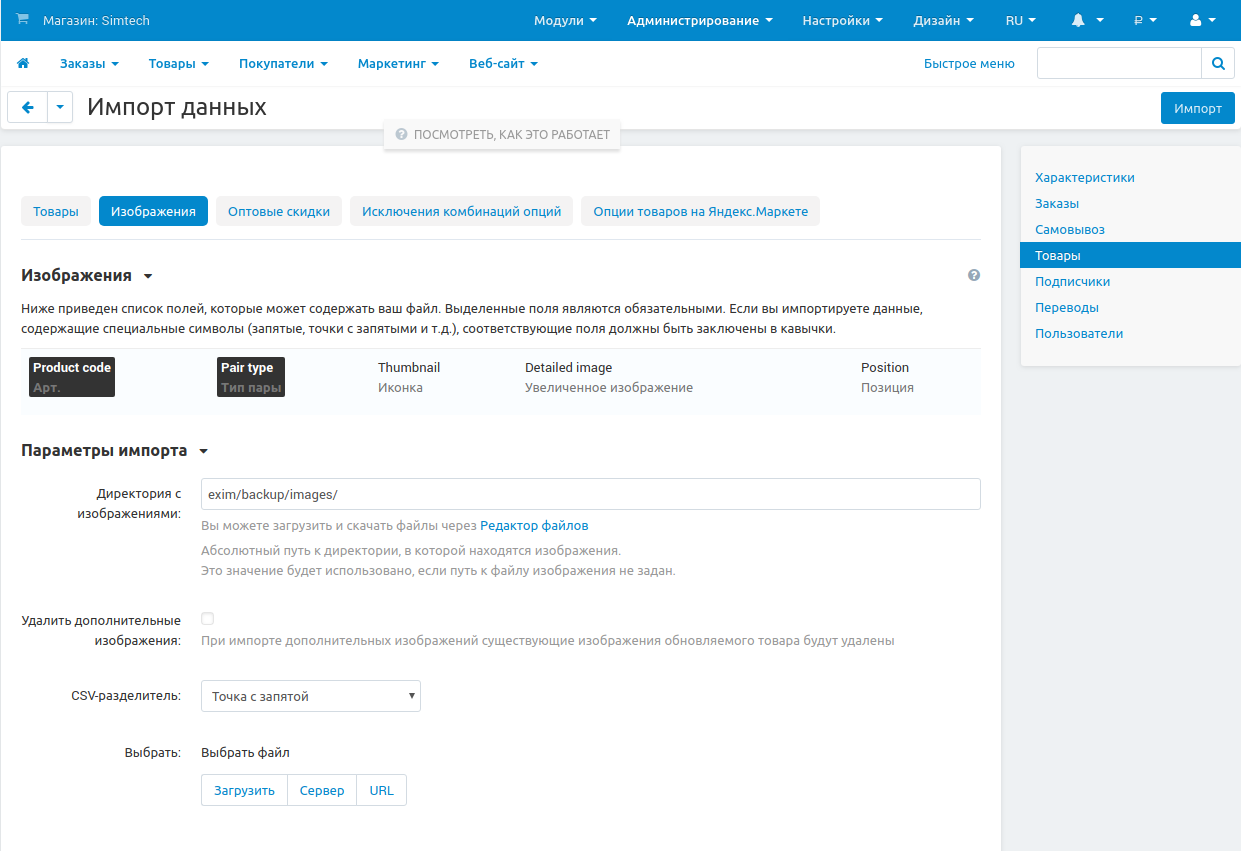 Магазин: Simtech
Модули
Администрирование
Настройки
Дизайн
RU
₽
Заказы
Товары
Покупатели
Маркетинг
Веб-сайт
Быстрое меню
Импорт данных
Импорт
ПОСМОТРЕТЬ, КАК ЭТО РАБОТАЕТ
Товары
Изображения
Оптовые скидки
Исключения комбинаций опций
Опции товаров на Яндекс.Маркете
Изображения
Ниже приведен список полей, которые может содержать ваш файл. Выделенные поля являются обязательными. Если вы импортируете данные,
содержащие специальные символы (запятые, точки с запятыми и т.д.), соответствующие поля должны быть заключены в кавычки.
Product code
Арт.
Pair type
Тип пары
Thumbnail
Иконка
Detailed image
Увеличенное изображение
Position
Позиция
Параметры импорта
Директория с
изображениями:
exim/backup/images/
Вы можете загрузить и скачать файлы через Редактор файлов
Абсолютный путь к директории, в которой находятся изображения.
Это значение будет использовано, если путь к файлу изображения не задан.
Удалить дополнительные
изображения:
При импорте дополнительных изображений существующие изображения обновляемого товара будут удалены
CSV-разделитель:
Точка с запятой
Выбрать:
Выбрать файл
Загрузить
Сервер
URL
Характеристики
Заказы
Самовывоз
Товары
Подписчики
Переводы
Пользователи